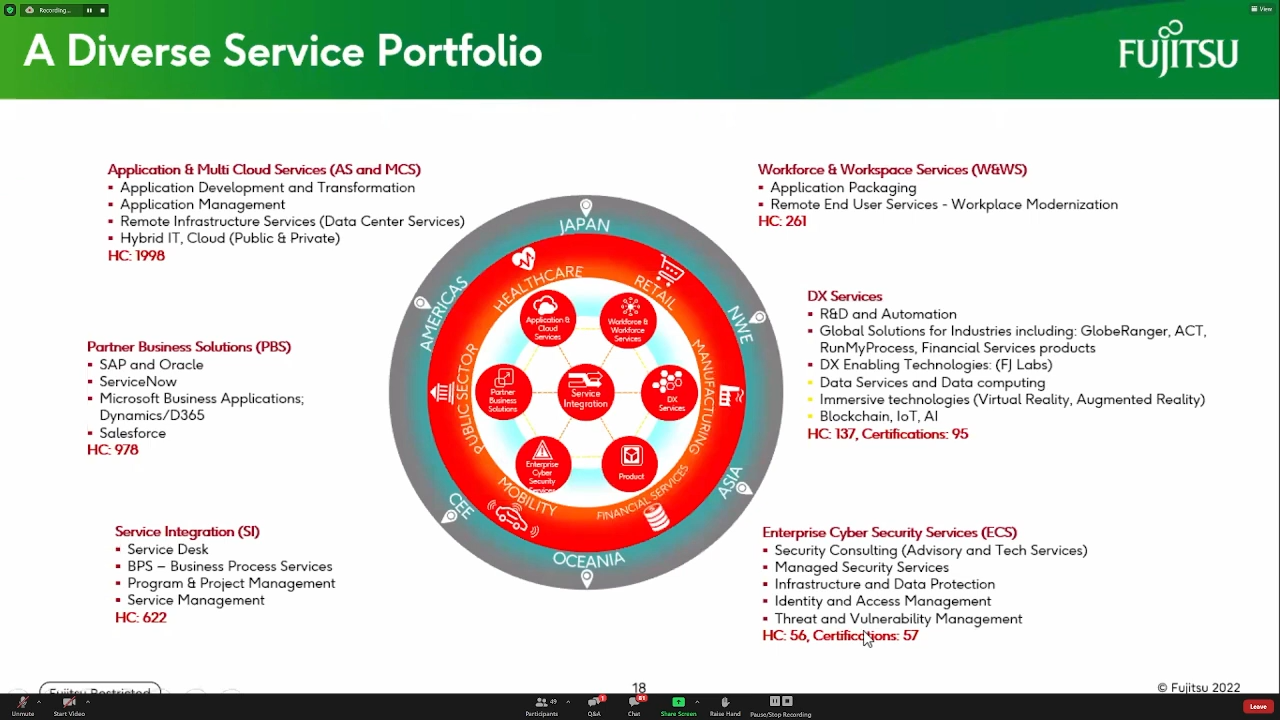 Recording...
View
A Diverse Service Portfolio
FUJITSU
Application & Multi Cloud Services (AS and MCS)
Application Development and Transformation
Application Management
Remote Infrastructure Services (Data Center Services)
Hybrid IT, Cloud (Public & Private)
HC: 1998
Partner Business Solutions (PBS)
SAP and Oracle
ServiceNow
Microsoft Business Applications;
Dynamics/D365
Salesforce
HC: 978
Service Integration (SI)
Service Desk
BPS – Business Process Services
Program & Project Management
Service Management
HC: 622
JAPAN
AMERICAS
NWE
CEE
ASIA
OCEANIA
HEALTHCARE
RETAIL
PUBLIC SECTOR
MANUFACTURING
MOBILITY
FINANCIAL SERVICES
Application &
Cloud
Services
Workforce &
Workforce
Services
Partner
Business
Solutions
Service
Integration
DX
Services
Enterprise
Cyber
Security
Services
Product
Workforce & Workspace Services (W&WS)
Application Packaging
Remote End User Services - Workplace Modernization
HC: 261
DX Services
R&D and Automation
Global Solutions for Industries including: GlobeRanger, ACT,
RunMyProcess, Financial Services products
DX Enabling Technologies: (FJ Labs)
Data Services and Data computing
Immersive technologies (Virtual Reality, Augmented Reality)
Blockchain, IoT, AI
HC: 137, Certifications: 95
Enterprise Cyber Security Services (ECS)
Security Consulting (Advisory and Tech Services)
Managed Security Services
Infrastructure and Data Protection
Identity and Access Management
Threat and Vulnerability Management
HC: 56, Certifications: 57
Fujitsu Restricted
18
© Fujitsu 2022
Unmute
Start Video
49
Participants
1
Q&A
81
Chat
Share Screen
Raise Hand
Pause/Stop Recording
Leave